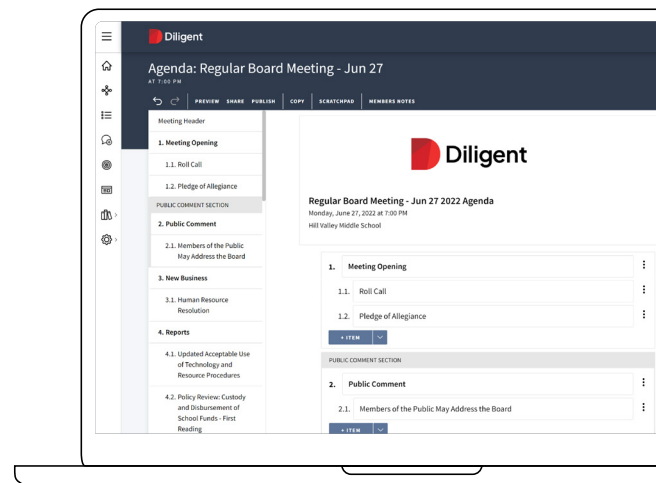 Diligent
Agenda: Regular Board Meeting - Jun 27
AT 7:00 PM
PREVIEW SHARE PUBLISH COPY SCRATCHPAD MEMBERS NOTES
Meeting Header
1. Meeting Opening
1.1. Roll Call
1.2. Pledge of Allegiance
PUBLIC COMMENT SECTION
2. Public Comment
2.1. Members of the Public
May Address the Board
3. New Business
3.1. Human Resource
Resolution
4. Reports
4.1. Updated Acceptable Use
of Technology and
Resource Procedures
4.2. Policy Review: Custody
and Disbursement of
School Funds - First
Reading
Diligent
Regular Board Meeting - Jun 27 2022 Agenda
Monday, June 27, 2022 at 7:00 PM
Hill Valley Middle School
1. Meeting Opening
1.1. Roll Call
1.2. Pledge of Allegiance
+ ITEM
PUBLIC COMMENT SECTION
2. Public Comment
2.1. Members of the Public May Address the Board
+ ITEM